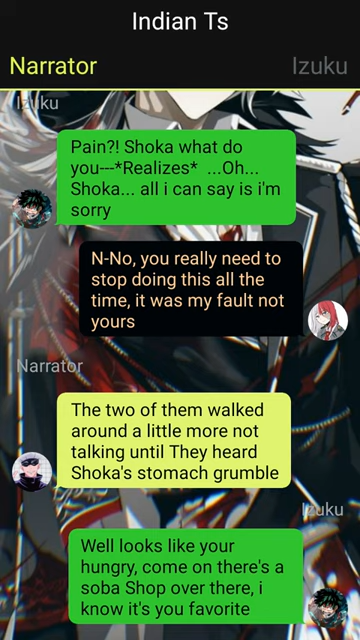 Indian Ts
Narrator
Izuku
Izuku
Pain?! Shoka what do
you---*Realizes*  ...Oh...
Shoka... all i can say is i'm
sorry
N-No, you really need to
stop doing this all the
time, it was my fault not
yours
Narrator
The two of them walked
around a little more not
talking until They heard
Shoka's stomach grumble
Izuku
Well looks like your
hungry, come on there's a
soba Shop over there, i
know it's you favorite